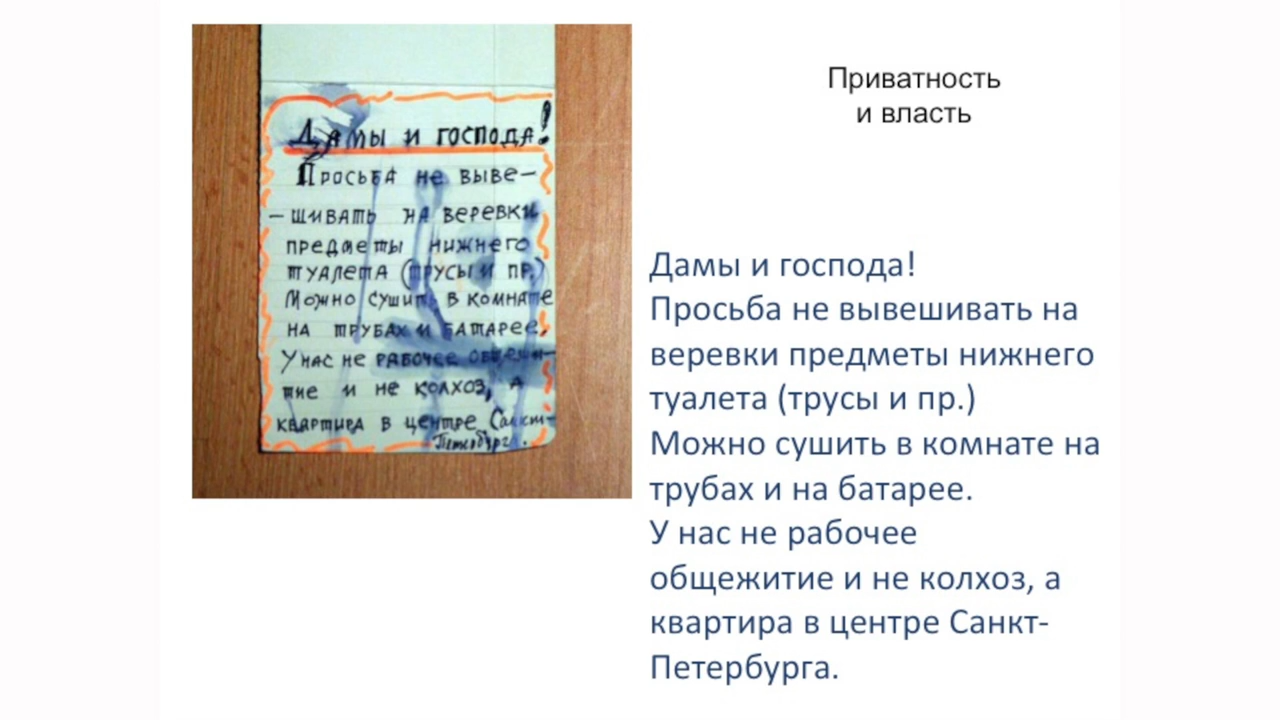 Дамы и господа!
Просьба не выве-
-шивать на веревки
предметы нижнего
туалета (трусы и пр.)
Можно сушить в комнате
на трубах и батарее.
У нас не рабочее общежи-
тие и не колхоз, а
квартира в центре Санкт-
Петербурга.
Приватность
и власть
Дамы и господа!
Просьба не вывешивать на
веревки предметы нижнего
туалета (трусы и пр.)
Можно сушить в комнате на
трубах и на батарее.
У нас не рабочее
общежитие и не колхоз, а
квартира в центре Санкт-
Петербурга.